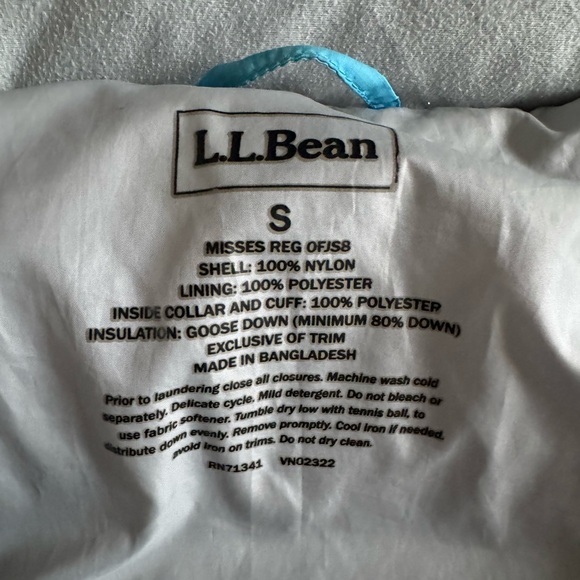 L.L.Bean
S
MISSES REG 0FJS8
SHELL: 100% NYLON
LINING: 100% POLYESTER
INSIDE COLLAR AND CUFF: 100% POLYESTER
INSULATION: GOOSE DOWN (MINIMUM 80% DOWN)
EXCLUSIVE OF TRIM
MADE IN BANGLADESH
Prior to laundering close all closures. Machine wash cold
separately. Delicate cycle. Mild detergent. Do not bleach or
use fabric softener. Tumble dry low with tennis ball, to
distribute down evenly. Remove promptly. Cool iron if needed,
avoid iron on trims. Do not dry clean.
RN71341 VN02322